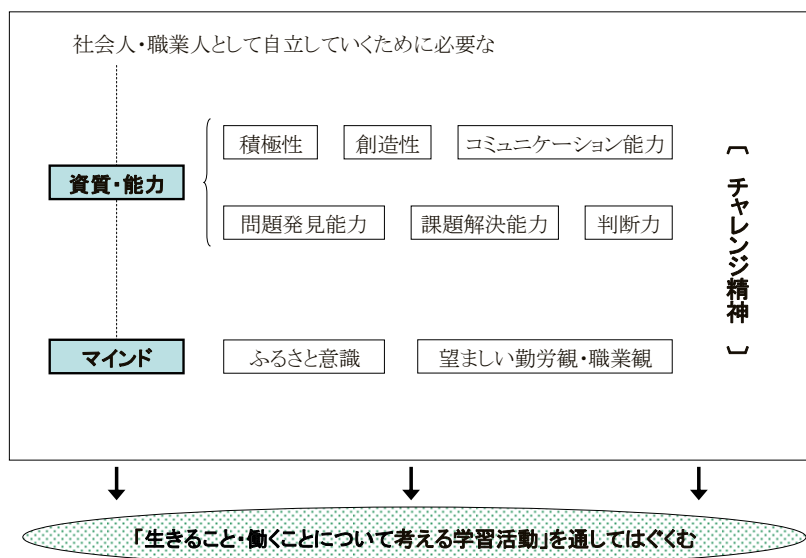 社会人・職業人として自立していくために必要な
資質・能力
積極性
創造性
コミュニケーション能力
問題発見能力
課題解決能力
判断力
マインド
ふるさと意識
望ましい勤労観・職業観
〔チャレンジ精神〕
「生きること・働くことについて考える学習活動」を通してはぐくむ